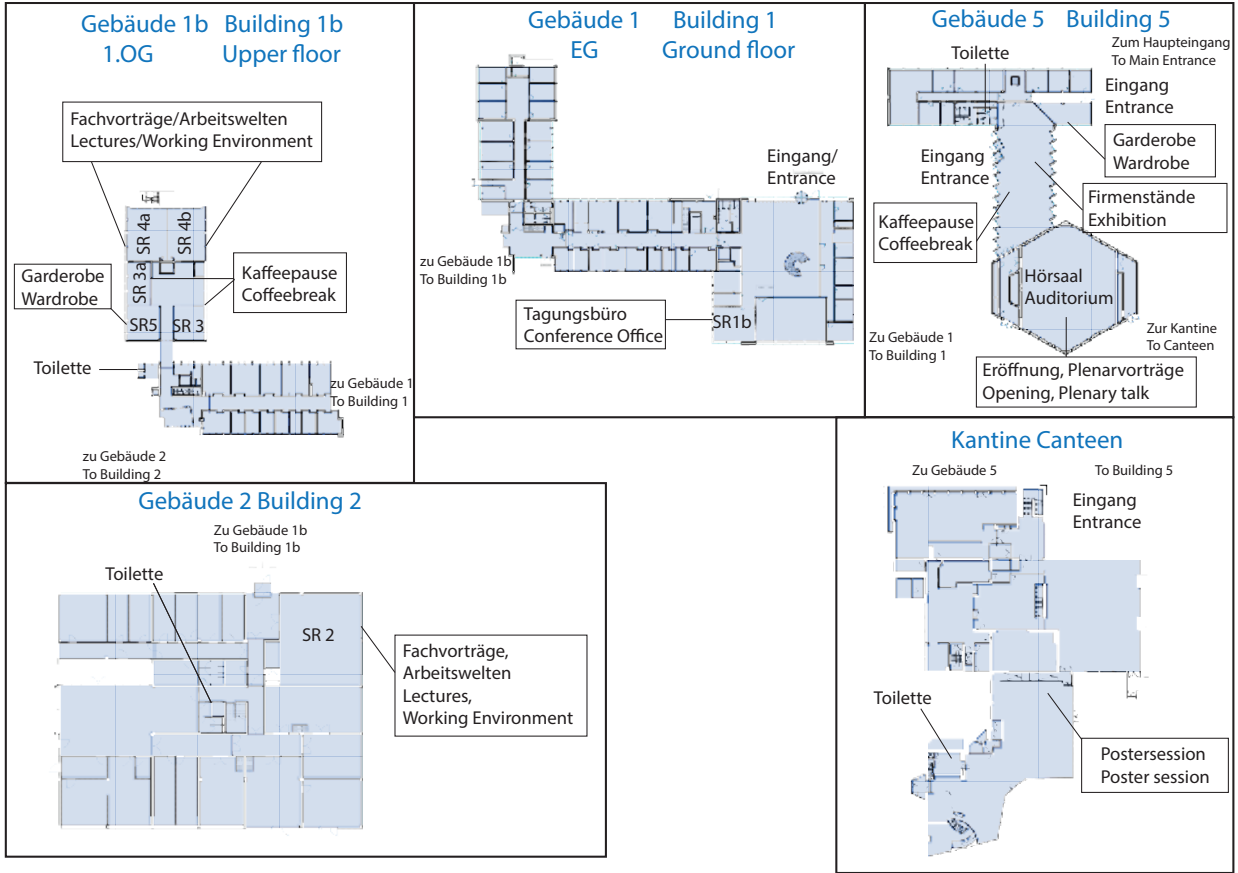 Gebäude 1b Building 1b
1.OG Upper floor
Fachvorträge/Arbeitswelten
Lectures/Working Environment
SR 4a
SR 4b
SR 3a
Garderobe
Wardrobe
Kaffeepause
Coffeebreak
SR5
SR 3
Toilette
zu Gebäude 1
To Building 1
zu Gebäude 2
To Building 2
Gebäude 1 Building 1
EG Ground floor
Eingang/
Entrance
zu Gebäude 1b
To Building 1b
Tagungsbüro
Conference Office
SR1b
Gebäude 5 Building 5
Toilette
Zum Haupteingang
To Main Entrance
Eingang
Entrance
Garderobe
Wardrobe
Eingang
Entrance
Firmenstände
Exhibition
Kaffeepause
Coffeebreak
Hörsaal
Auditorium
Zu Gebäude 1
To Building 1
Zur Kantine
To Canteen
Eröffnung, Plenarvorträge
Opening, Plenary talk
Gebäude 2 Building 2
Zu Gebäude 1b
To Building 1b
Toilette
SR 2
Fachvorträge,
Arbeitswelten
Lectures,
Working Environment
Kantine Canteen
Zu Gebäude 5 To Building 5
Eingang
Entrance
Toilette
Postersession
Poster session